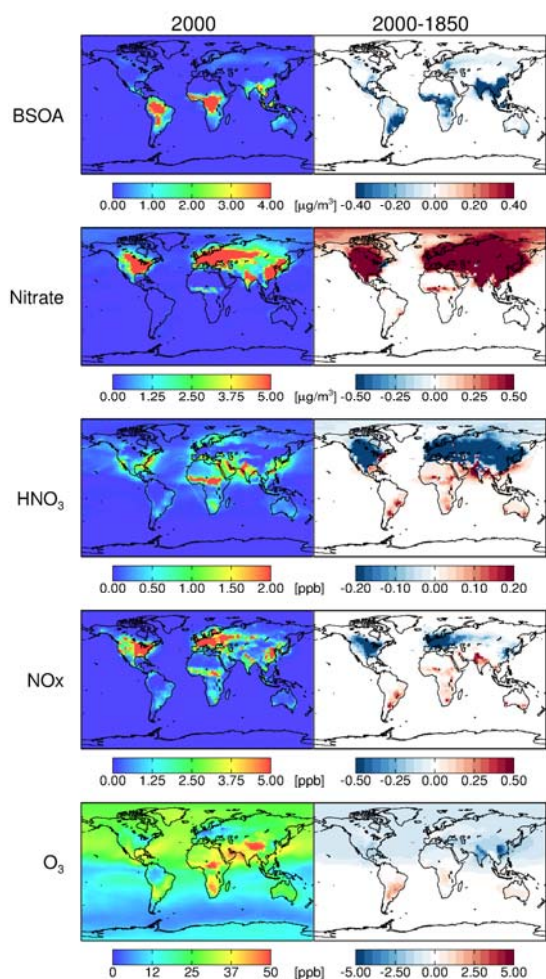 2000 2000-1850
BSOA
0.00 1.00 2.00 3.00 4.00 [μg/m³] -0.40 -0.20 0.00 0.20 0.40
Nitrate
0.00 1.25 2.50 3.75 5.00 [μg/m³] -0.50 -0.25 0.00 0.25 0.50
HNO₃
0.00 0.50 1.00 1.50 2.00 [ppb] -0.20 -0.10 0.00 0.10 0.20
NOx
0.00 1.25 2.50 3.75 5.00 [ppb] -0.50 -0.25 0.00 0.25 0.50
O₃
0 12 25 37 50 [ppb] -5.00 -2.50 0.00 2.50 5.00